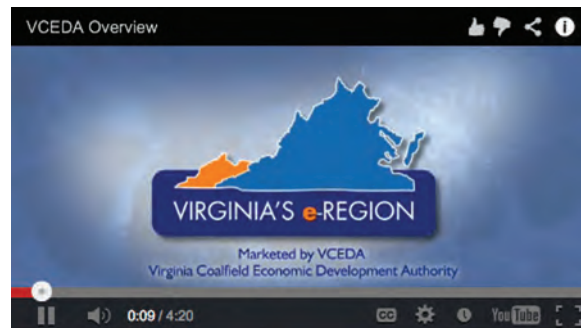 VCEDA Overview
VIRGINIA'S e-REGION
Marketed by VCEDA
Virginia Coalfield Economic Development Authority
0:09 / 4:20
CC
YouTube